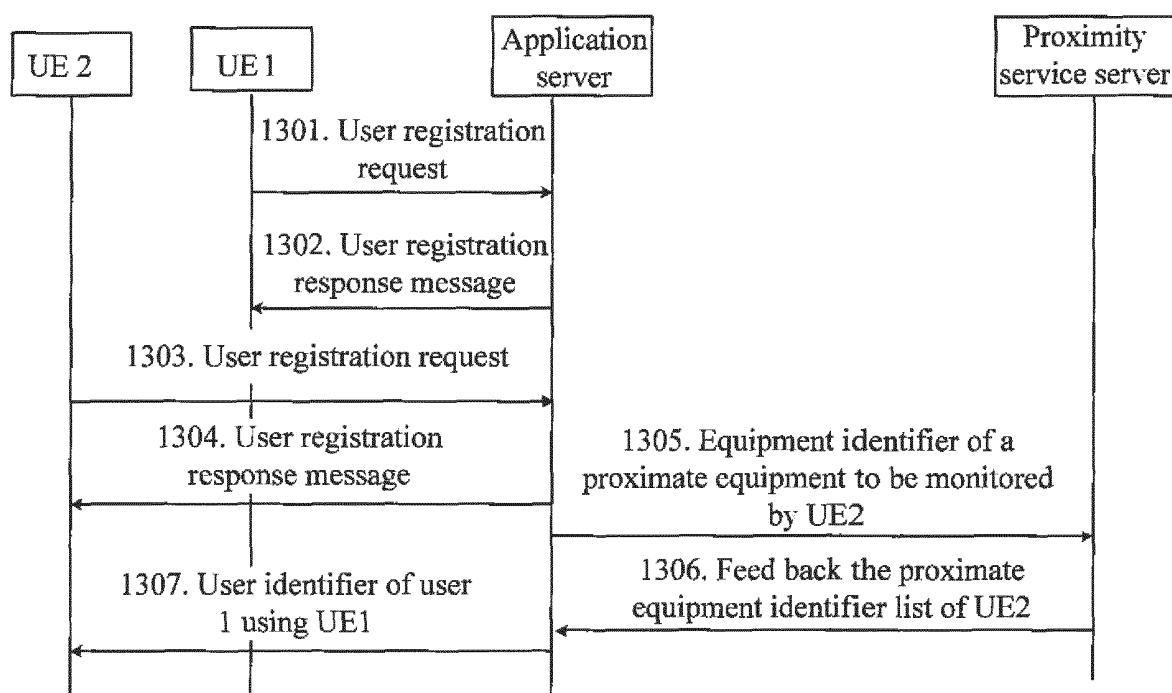 UE 2
UE 1
Application
server
Proximity
service server
1301. User registration
request
1302. User registration
response message
1303. User registration request
1304. User registration
response message
1305. Equipment identifier of a
proximate equipment to be monitored
by UE2
1306. Feed back the proximate
equipment identifier list of UE2
1307. User identifier of user
1 using UE1